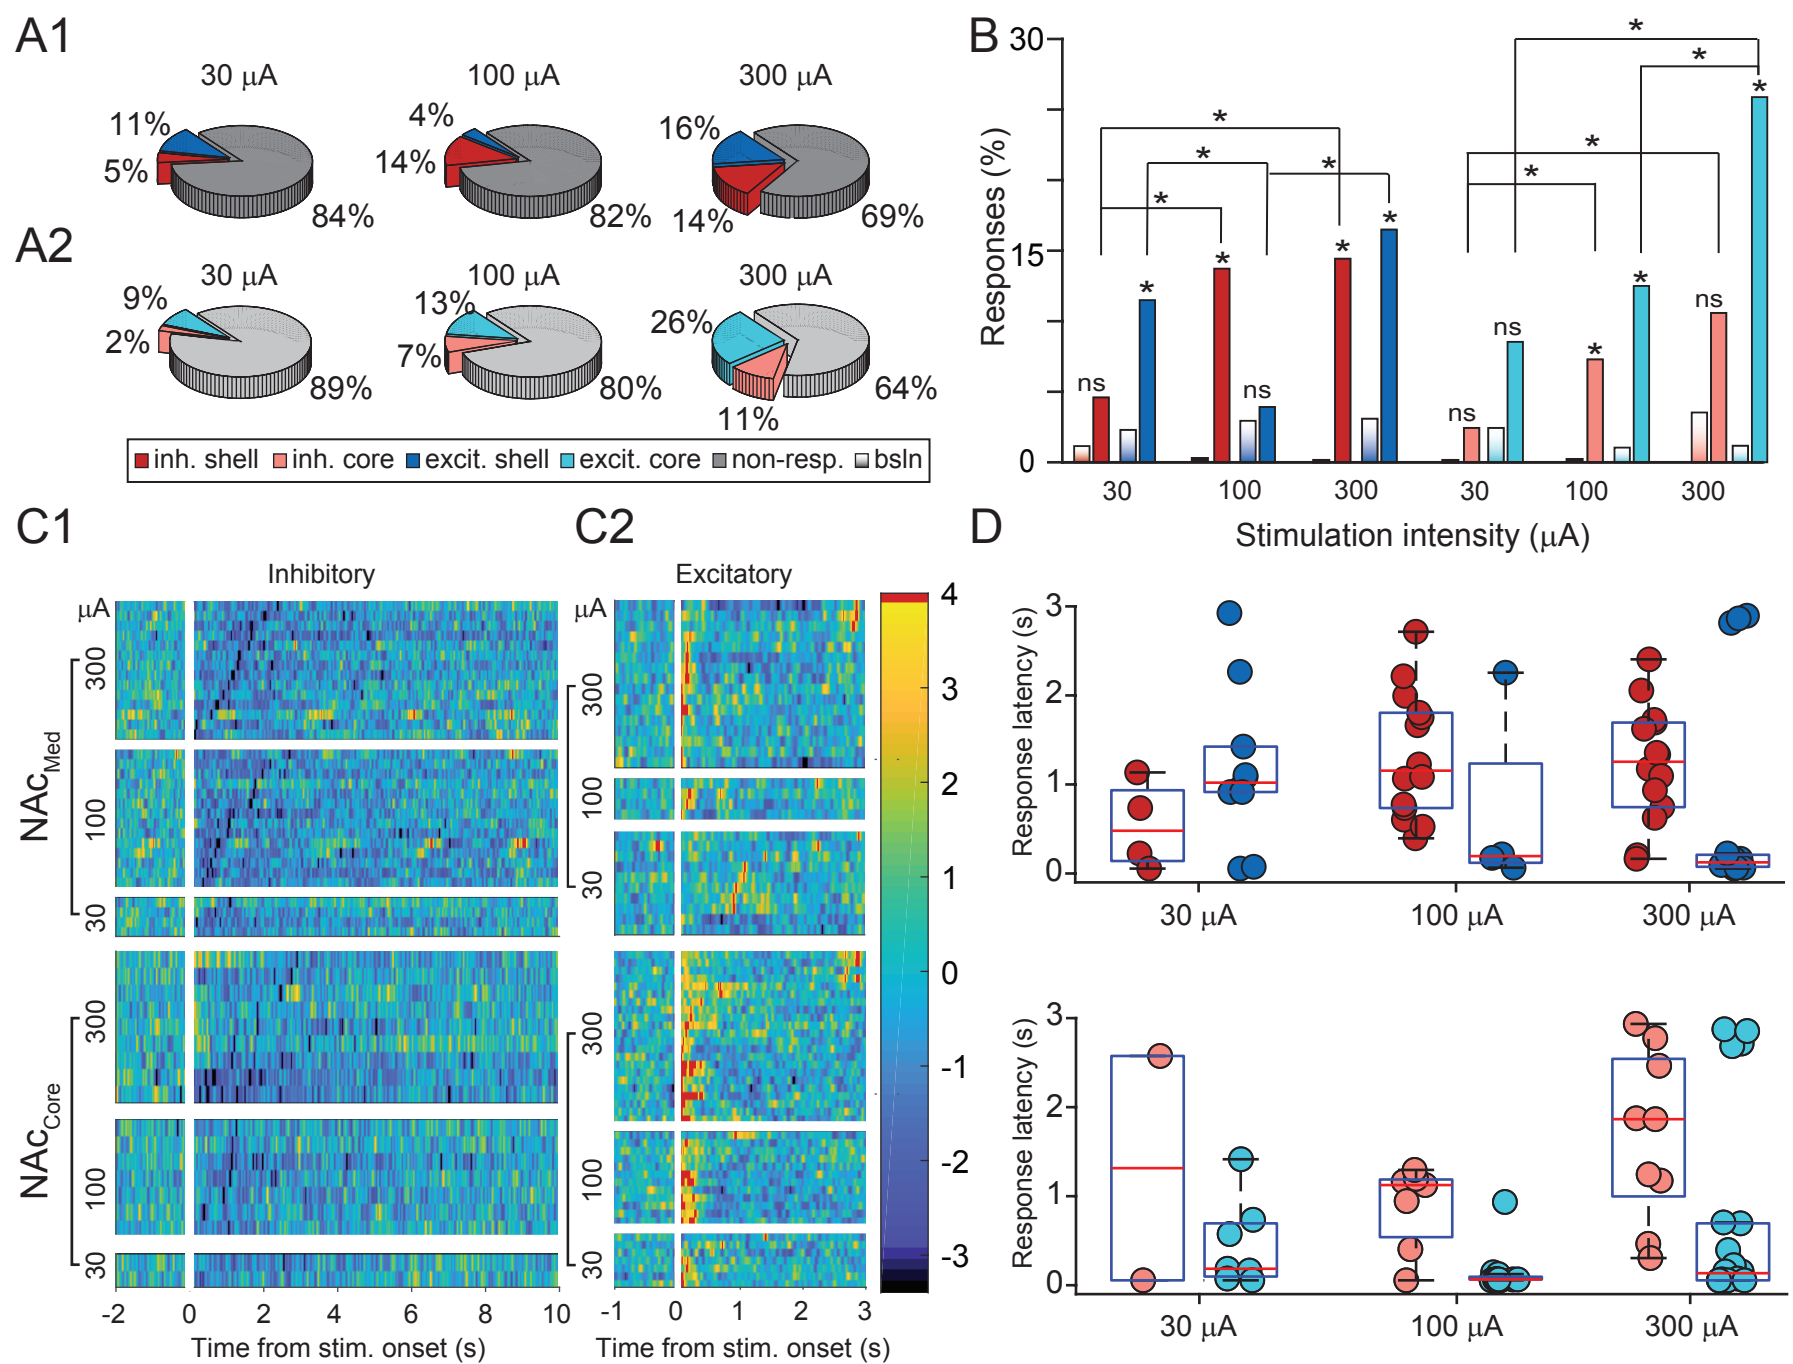 A1
30 µA
100 µA
300 µA
11%
5%
84%
4%
14%
82%
16%
14%
69%
A2
30 µA
100 µA
300 µA
9%
2%
89%
13%
7%
80%
26%
11%
64%
inh. shell inh. core excit. shell excit. core non-resp. bsln
B
Responses (%)
30
15
0
* * * * * * * * *
ns * * ns * * ns ns * * ns *
30 100 300 30 100 300
Stimulation intensity (µA)
C1
Inhibitory
µA
300
100
30
NAcMed
300
100
30
NAcCore
-2 0 2 4 6 8 10
Time from stim. onset (s)
C2
Excitatory
µA
300
100
30
300
100
30
-1 0 1 2 3
Time from stim. onset (s)
4
3
2
1
0
-1
-2
-3
D
Response latency (s)
3
2
1
0
30 µA 100 µA 300 µA
Response latency (s)
3
2
1
0
30 µA 100 µA 300 µA